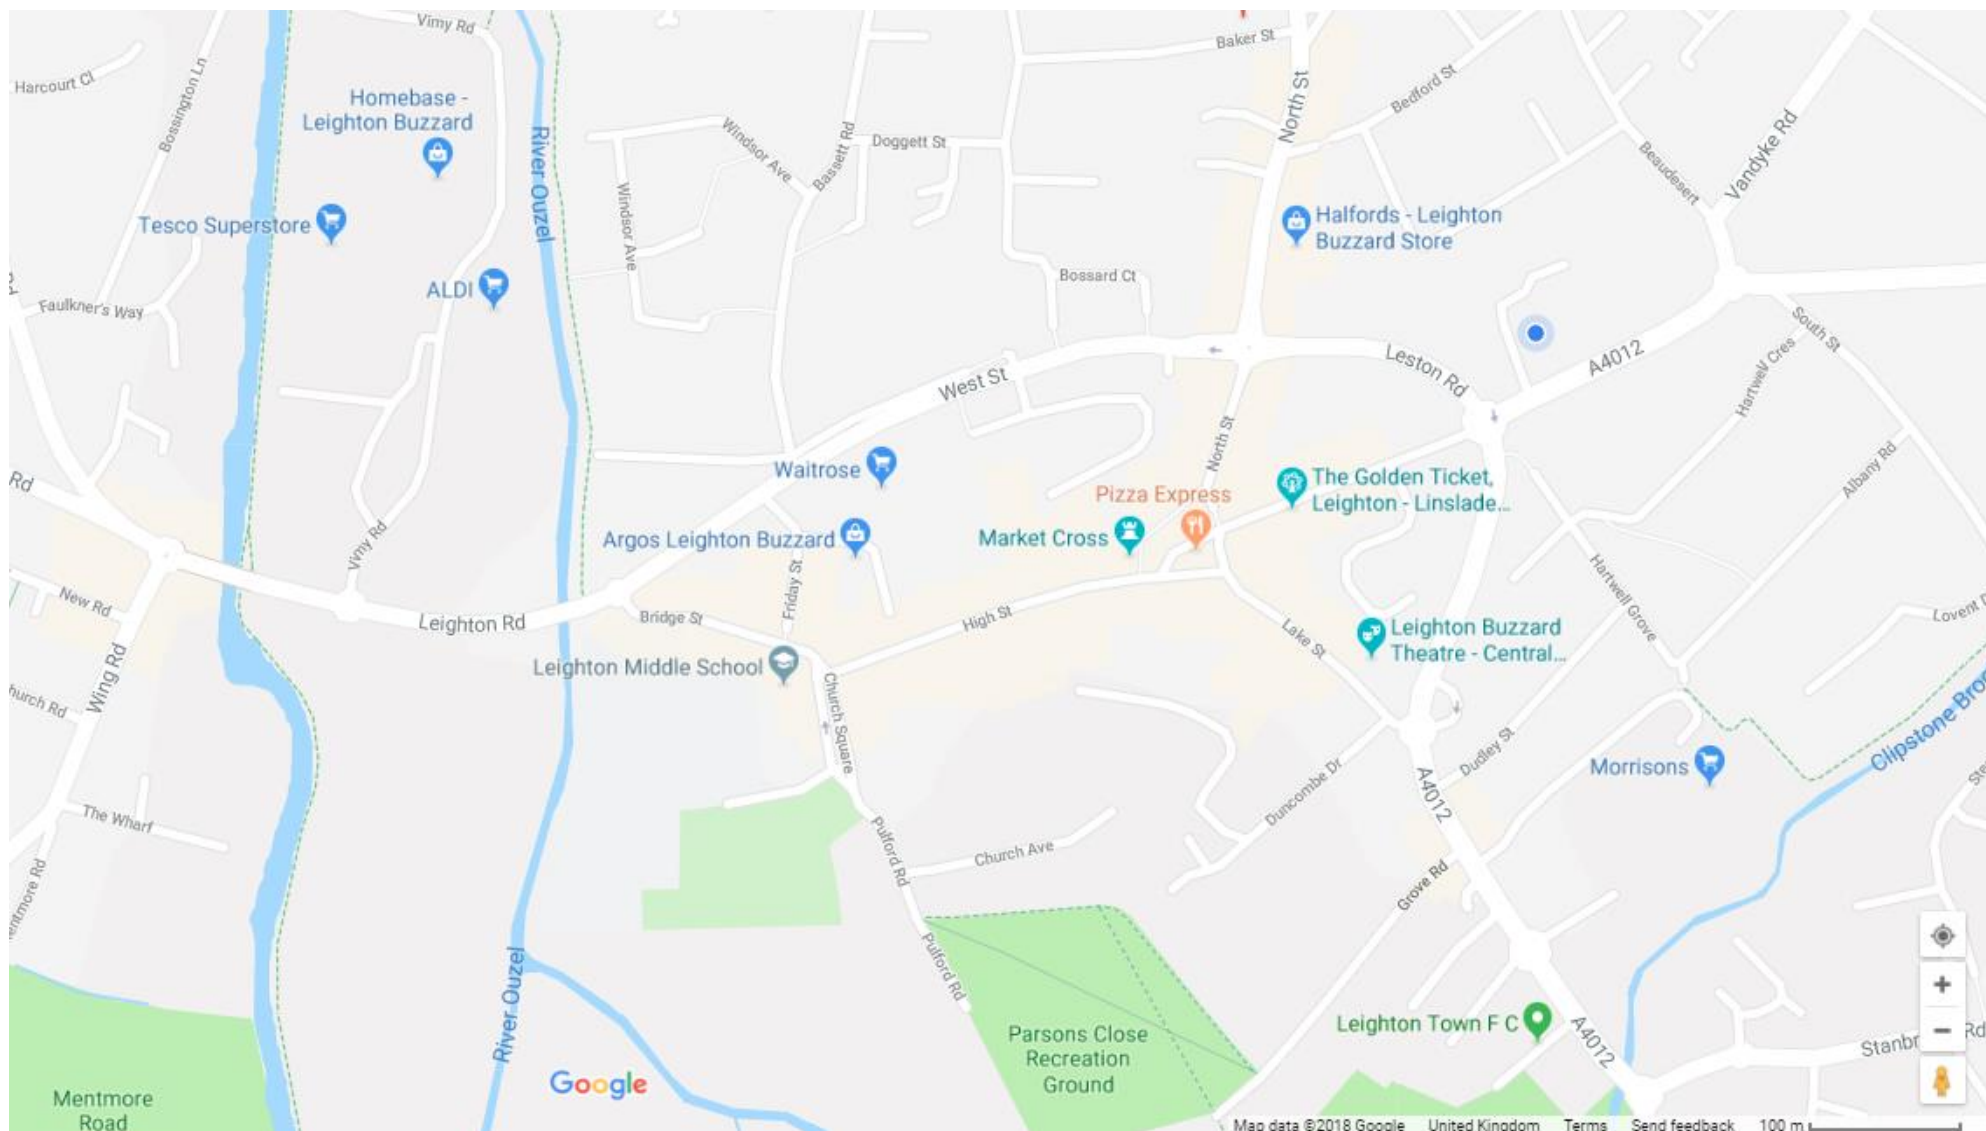 Vimy Rd
Baker St
Harcourt Cl
Bossington Ln
Homebase -
Leighton Buzzard
River Ouzel
Windsor Ave
Bassett Rd
Doggett St
North St
Bedford St
Beaudesert
Vandyke Rd
Tesco Superstore
Windsor Ave
Halfords - Leighton
Buzzard Store
ALDI
Bossard Ct
Faulkner's Way
South St
Leston Rd
A4012
Hartwell Cres
West St
North St
Albany Rd
Rd
Waitrose
Pizza Express
The Golden Ticket,
Leighton - Linslade...
Market Cross
Argos Leighton Buzzard
Vimy Rd
Friday St
New Rd
Leighton Rd
Bridge St
High St
Lake St
Hartwell Grove
Leighton Buzzard
Theatre - Central...
Leighton Middle School
Wing Rd
Church Square
Dudley St
Morrisons
Duncombe Dr
A4012
The Wharf
Pulford Rd
Church Ave
Grove Rd
Pulford Rd
River Ouzel
Leighton Town F C
A4012
Rd
Parsons Close
Recreation
Ground
Google
Mentmore
Road
Map data ©2018 Google United Kingdom Terms Send feedback 100 m